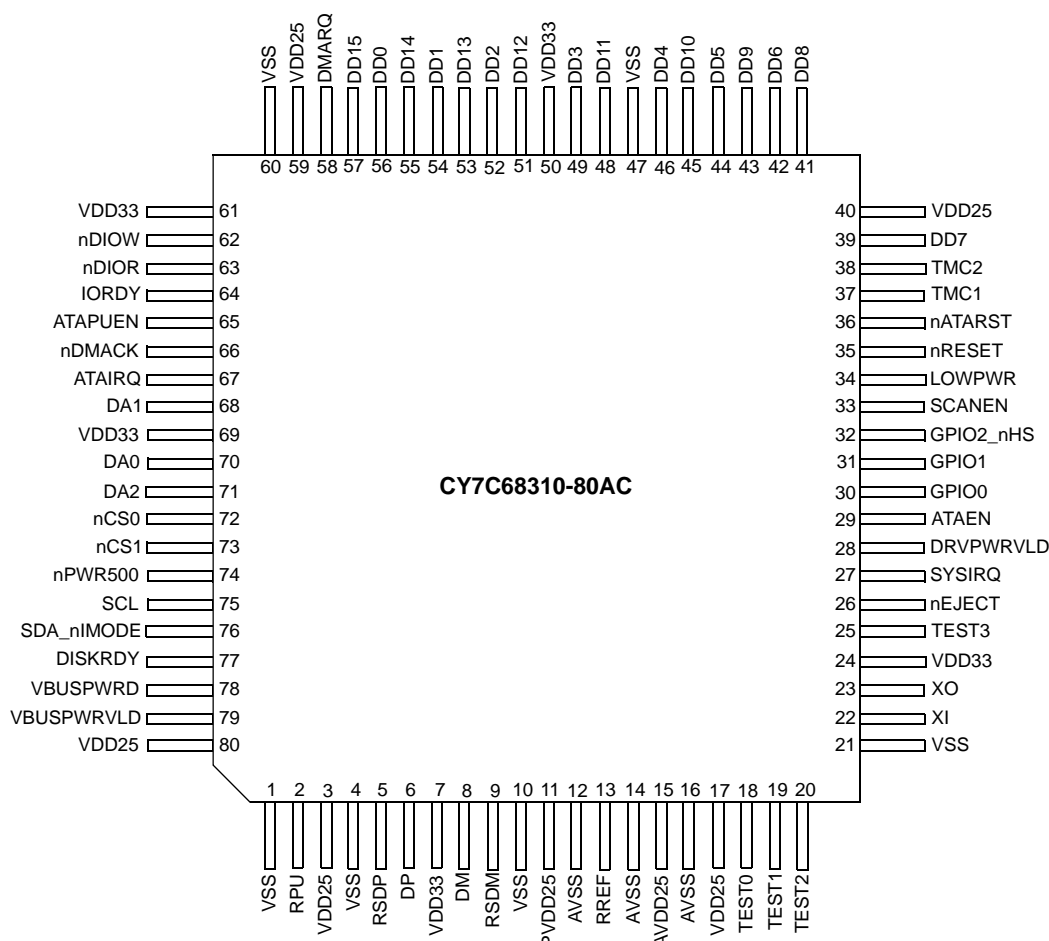 VSS VDD25 DMARQ DD15 DD0 DD14 DD1 DD13 DD2 DD12 VDD33 DD3 DD11 VSS DD4 DD10 DD5 DD9 DD6 DD8
60 59 58 57 56 55 54 53 52 51 50 49 48 47 46 45 44 43 42 41
VDD33 61 40 VDD25
nDIOW 62 39 DD7
nDIOR 63 38 TMC2
IORDY 64 37 TMC1
ATAPUEN 65 36 nATARST
nDMACK 66 35 nRESET
ATAIRQ 67 34 LOWPWR
DA1 68 33 SCANEN
VDD33 69 32 GPIO2_nHS
DA0 70 31 GPIO1
DA2 71 30 GPIO0
CY7C68310-80AC
nCS0 72 29 ATAEN
nCS1 73 28 DRVPWRVLD
nPWR500 74 27 SYSIRQ
SCL 75 26 nEJECT
SDA_nIMODE 76 25 TEST3
DISKRDY 77 24 VDD33
VBUSPWRD 78 23 XO
VBUSPWRVLD 79 22 XI
VDD25 80 21 VSS
1 2 3 4 5 6 7 8 9 10 11 12 13 14 15 16 17 18 19 20
VSS RPU VDD25 VSS RSDP DP VDD33 DM RSDM VSS PVDD25 AVSS RREF AVSS AVDD25 AVSS VDD25 TEST0 TEST1 TEST2